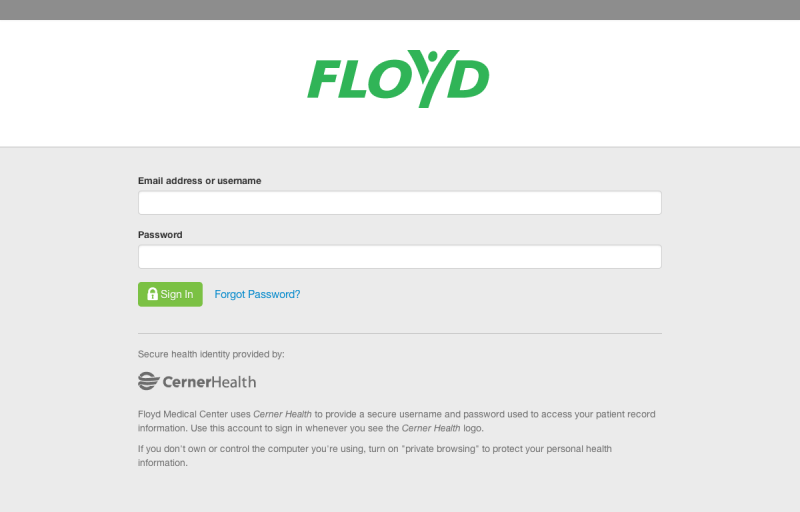 FLOYD
Email address or username
Password
Sign In
Forgot Password?
Secure health identity provided by:
CernerHealth
Floyd Medical Center uses Cerner Health to provide a secure username and password used to access your patient record
information. Use this account to sign in whenever you see the Cerner Health logo.
If you don't own or control the computer you're using, turn on "private browsing" to protect your personal health
information.